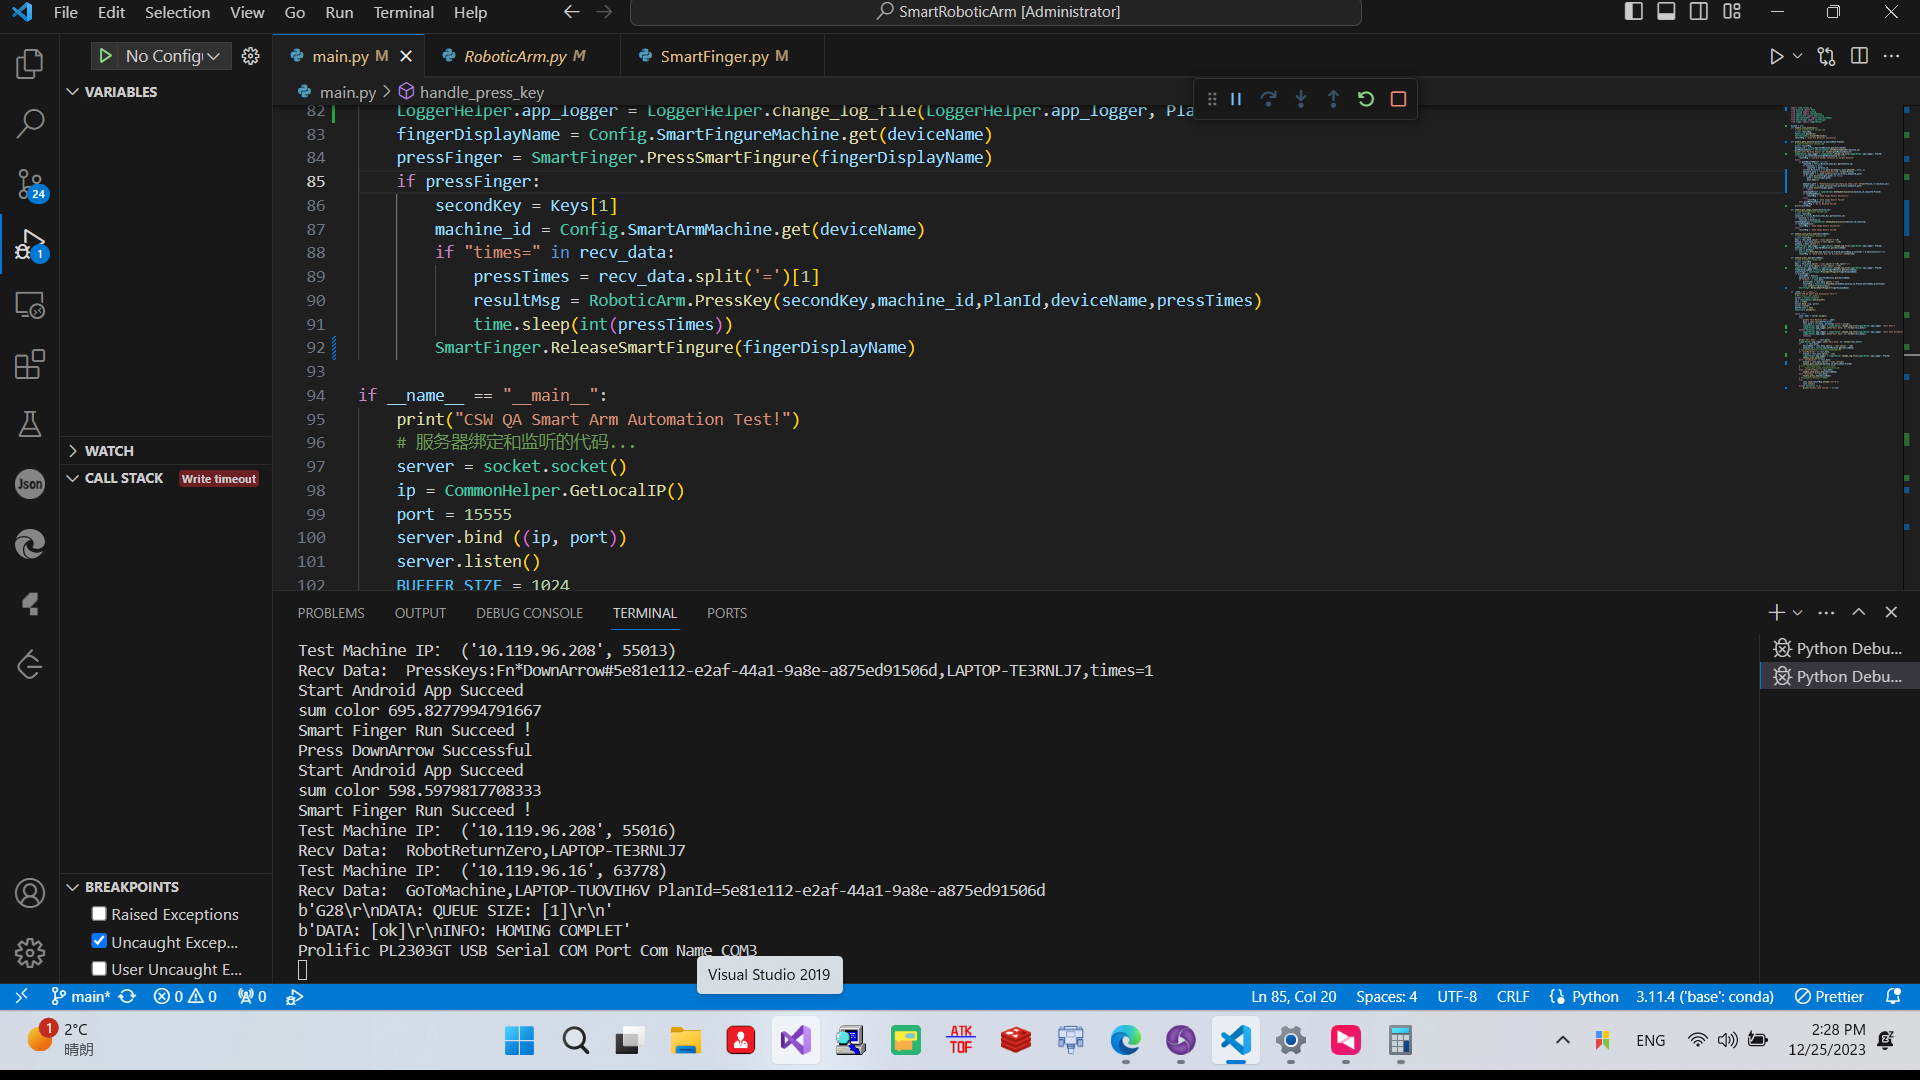 File Edit Selection View Go Run Terminal Help
SmartRoboticArm [Administrator]
No Config
main.py M
RoboticArm.py M
SmartFinger.py M
VARIABLES
main.py > handle_press_key
82 LoggerHelper.app_logger = LoggerHelper.change_log_file(LoggerHelper.app_logger, Pla
83 fingerDisplayName = Config.SmartFingureMachine.get(deviceName)
84 pressFinger = SmartFinger.PressSmartFingure(fingerDisplayName)
85 if pressFinger:
86 secondKey = Keys[1]
87 machine_id = Config.SmartArmMachine.get(deviceName)
88 if "times=" in recv_data:
89 pressTimes = recv_data.split('=')[1]
90 resultMsg = RoboticArm.PressKey(secondKey,machine_id,PlanId,deviceName,pressTimes)
91 time.sleep(int(pressTimes))
92 SmartFinger.ReleaseSmartFingure(fingerDisplayName)
93
94 if __name__ == "__main__":
95 print("CSW QA Smart Arm Automation Test!")
96 # 服务器绑定和监听的代码...
97 server = socket.socket()
98 ip = CommonHelper.GetLocalIP()
99 port = 15555
100 server.bind ((ip, port))
101 server.listen()
102 BUFFER_SIZE = 1024
24
1
Json
WATCH
CALL STACK Write timeout
BREAKPOINTS
Raised Exceptions
Uncaught Excep...
User Uncaught E...
PROBLEMS OUTPUT DEBUG CONSOLE TERMINAL PORTS
Test Machine IP: ('10.119.96.208', 55013)
Recv Data: PressKeys:Fn*DownArrow#5e81e112-e2af-44a1-9a8e-a875ed91506d,LAPTOP-TE3RNLJ7,times=1
Start Android App Succeed
sum color 695.8277994791667
Smart Finger Run Succeed !
Press DownArrow Successful
Start Android App Succeed
sum color 598.5979817708333
Smart Finger Run Succeed !
Test Machine IP: ('10.119.96.208', 55016)
Recv Data: RobotReturnZero,LAPTOP-TE3RNLJ7
Test Machine IP: ('10.119.96.16', 63778)
Recv Data: GoToMachine,LAPTOP-TUOVIH6V PlanId=5e81e112-e2af-44a1-9a8e-a875ed91506d
b'G28\r\nDATA: QUEUE SIZE: [1]\r\n'
b'DATA: [ok]\r\nINFO: HOMING COMPLET'
Prolific PL2303GT USB Serial COM Port Com Name COM3
Python Debu...
Python Debu...
Visual Studio 2019
main* 0 0 0
Ln 85, Col 20 Spaces: 4 UTF-8 CRLF Python 3.11.4 ('base': conda) Prettier
1
2°C
晴朗
ATK
TOF
ENG
2:28 PM
12/25/2023